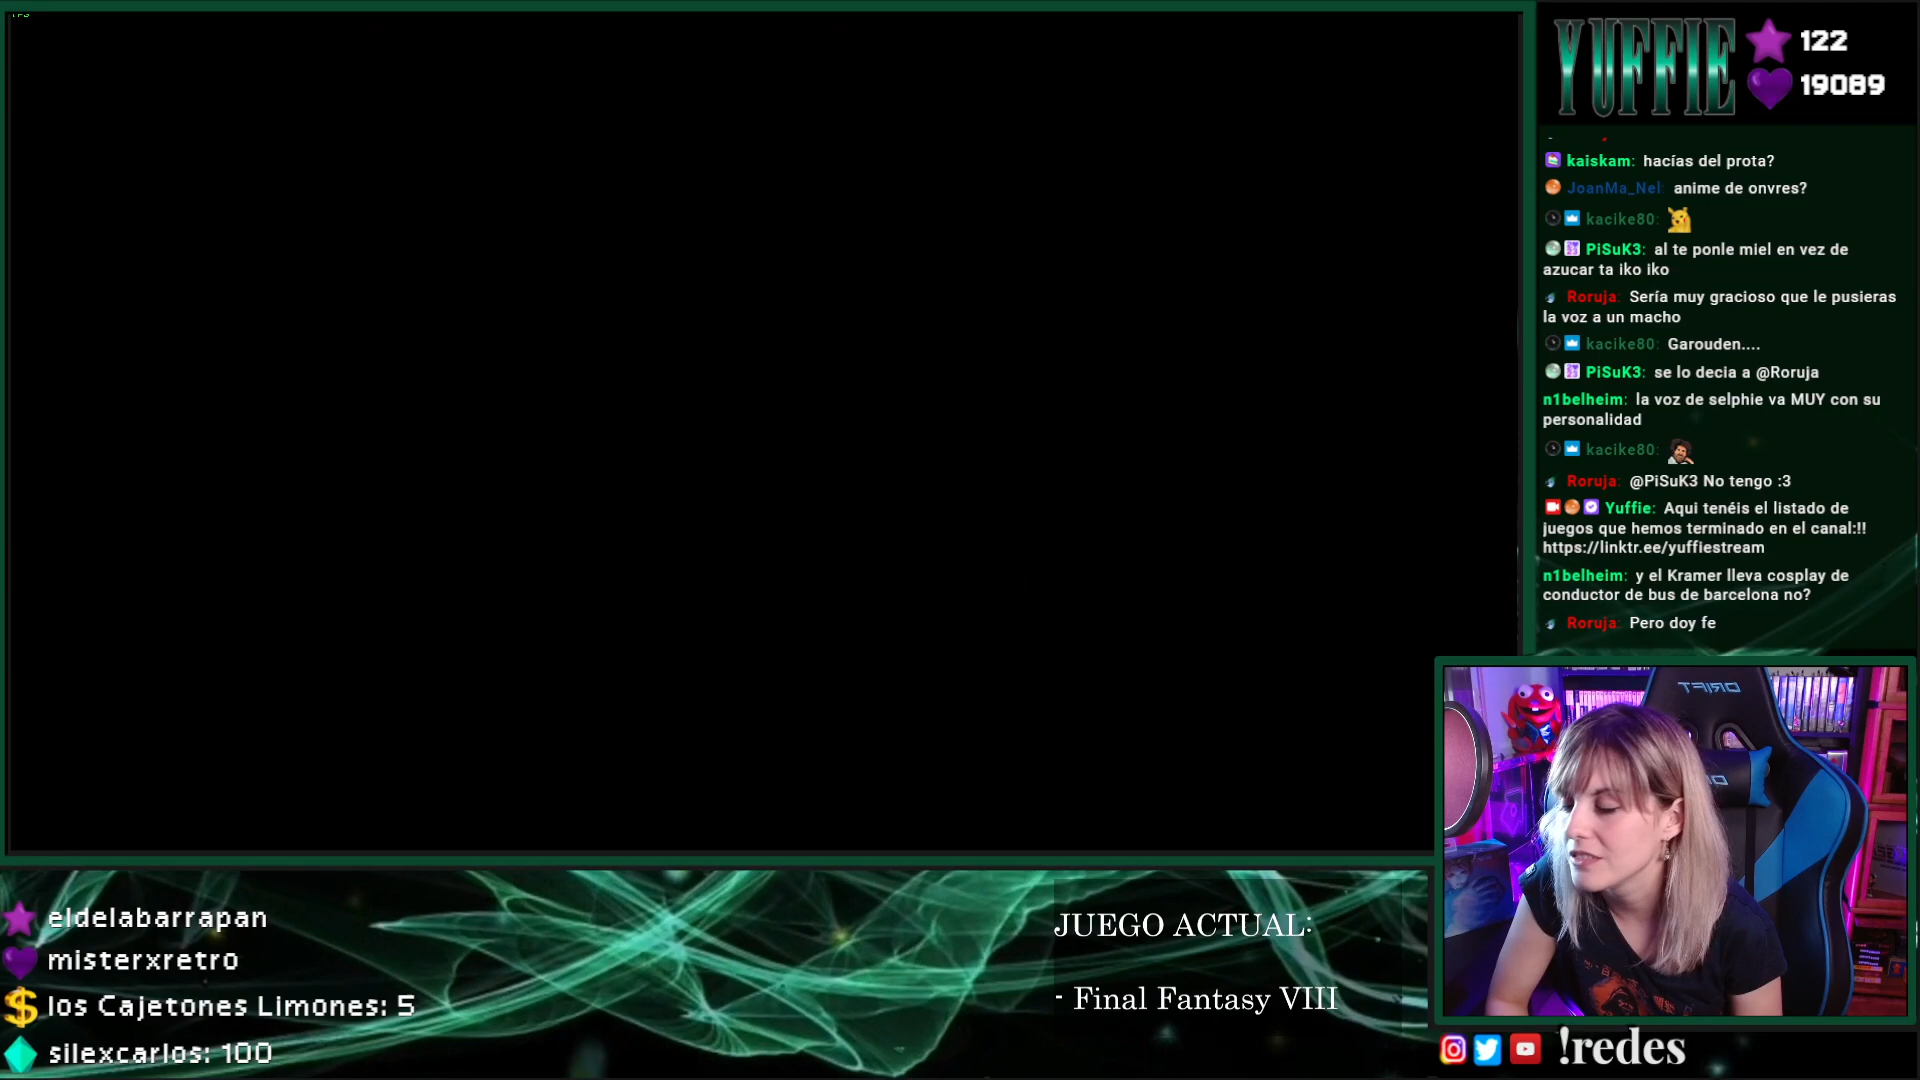 FPS
YUFFIE
122
19089
kaiskam: hacías del prota?
JoanMa_Nel: anime de onvres?
kacike80:
PiSuK3: al te ponle miel en vez de
azucar ta iko iko
Roruja: Sería muy gracioso que le pusieras
la voz a un macho
kacike80: Garouden....
PiSuK3: se lo decia a @Roruja
n1belheim: la voz de selphie va MUY con su
personalidad
kacike80:
Roruja: @PiSuK3 No tengo :3
Yuffie: Aqui tenéis el listado de
juegos que hemos terminado en el canal:!!
https://linktr.ee/yuffiestream
n1belheim: y el Kramer lleva cosplay de
conductor de bus de barcelona no?
Roruja: Pero doy fe
DRIFT
eldelabarrapan
misterxretro
los Cajetones Limones: 5
silexcarlos: 100
JUEGO ACTUAL:
- Final Fantasy VIII
!redes